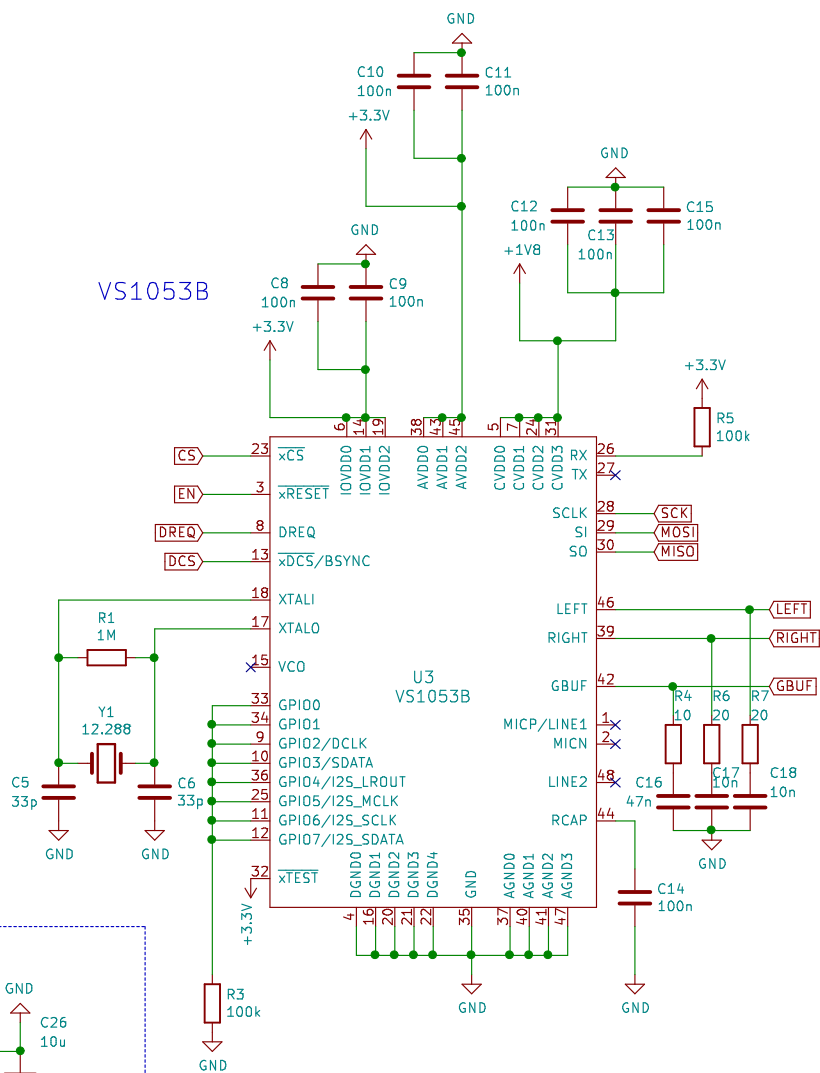 GND
C10
100n
C11
100n
+3.3V
GND
C12
100n
C13
100n
C15
100n
GND
+1V8
VS1053B
C8
100n
C9
100n
+3.3V
+3.3V
R5
100k
6
14
19
38
43
45
5
7
24
31
IOVDD0
IOVDD1
IOVDD2
AVDD0
AVDD1
AVDD2
CVDD0
CVDD1
CVDD2
CVDD3
CS
23
xCS
EN
3
xRESET
DREQ
8
DREQ
DCS
13
xDCS/BSYNC
18
XTALI
17
XTALO
15
VCO
33
GPIO0
34
GPIO1
9
GPIO2/DCLK
10
GPIO3/SDATA
36
GPIO4/I2S_LROUT
25
GPIO5/I2S_MCLK
11
GPIO6/I2S_SCLK
12
GPIO7/I2S_SDATA
32
xTEST
+3.3V
R1
1M
Y1
12.288
C5
33p
C6
33p
GND
GND
U3
VS1053B
RX
26
TX
27
SCLK
28
SCK
SI
29
MOSI
SO
30
MISO
LEFT
46
LEFT
RIGHT
39
RIGHT
GBUF
42
GBUF
MICP/LINE1
1
MICN
2
LINE2
48
RCAP
44
R4
10
R6
20
R7
20
C16
47n
C17
10n
C18
10n
GND
C14
100n
GND
DGND0
DGND1
DGND2
DGND3
DGND4
GND
AGND0
AGND1
AGND2
AGND3
4
16
20
21
22
35
37
40
41
47
GND
R3
100k
GND
GND
C26
10u